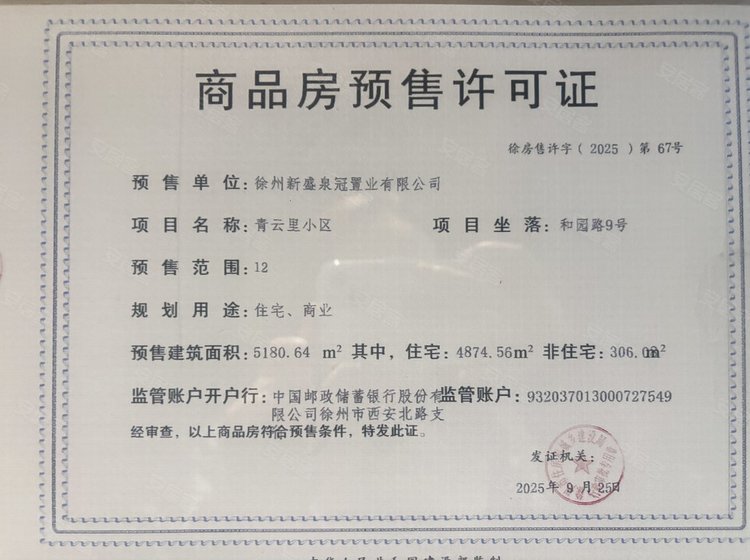 商品房预售许可证
徐房售许字（2025）第 67号
预售单位：徐州新盛泉冠置业有限公司
项目名称：青云里小区 项目坐落：和园路9号
预售范围：12
规划用途：住宅、商业
预售建筑面积：5180.64 m² 其中，住宅：4874.56m² 非住宅：306.08m²
监管账户开户行：中国邮政储蓄银行股份有 监管账户：932037013000727549
限公司徐州市西安北路支
经审查，以上商品房符合预售条件，特发此证。
发证机关：
2025年 9 月 25日